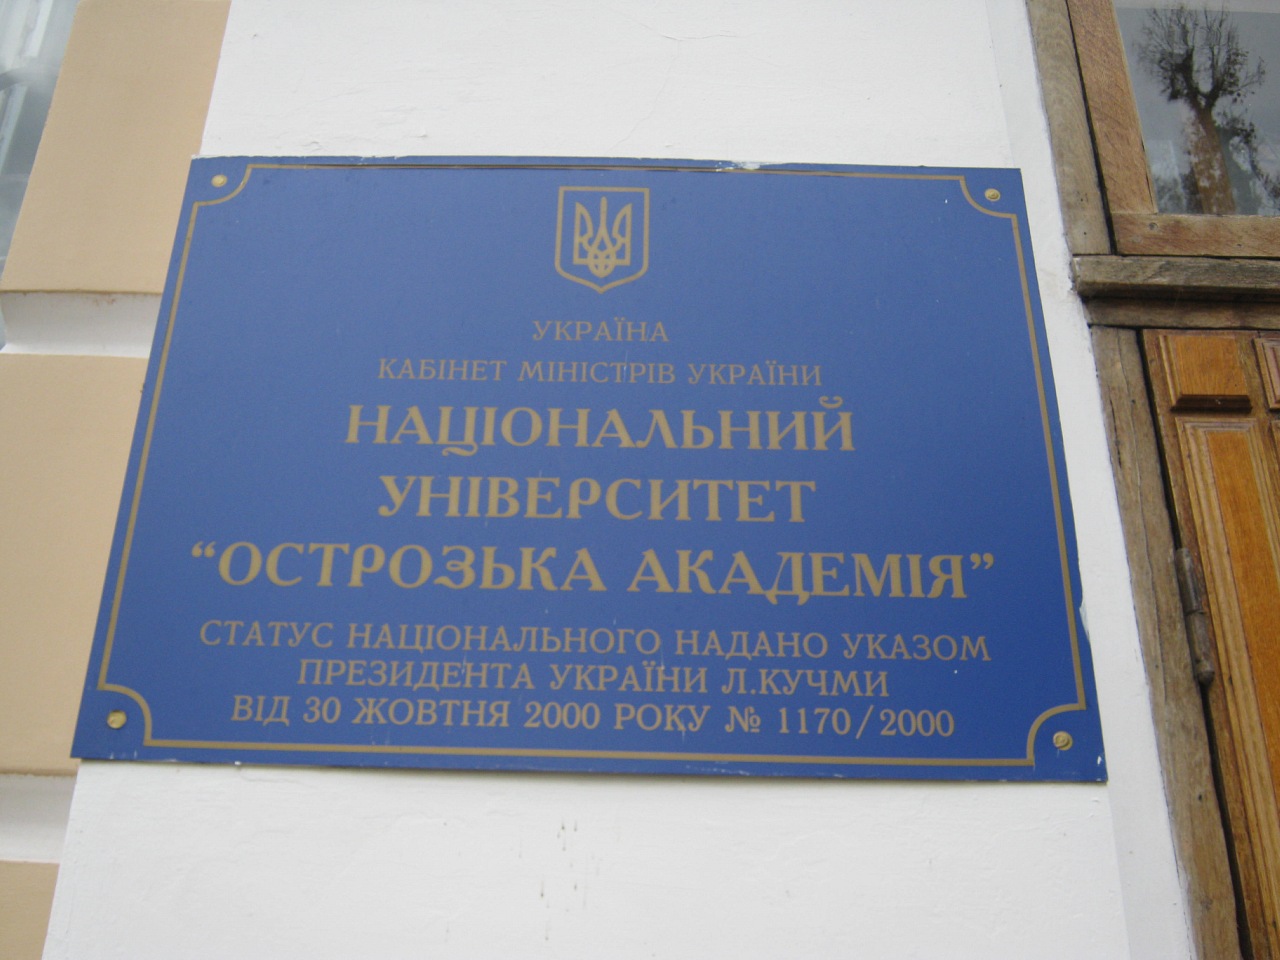 УКРАЇНА
КАБІНЕТ МІНІСТРІВ УКРАЇНИ
НАЦІОНАЛЬНИЙ
УНІВЕРСИТЕТ
“ОСТРОЗЬКА АКАДЕМІЯ”
СТАТУС НАЦІОНАЛЬНОГО НАДАНО УКАЗОМ
ПРЕЗИДЕНТА УКРАЇНИ Л.КУЧМИ
ВІД 30 ЖОВТНЯ 2000 РОКУ № 1170/2000